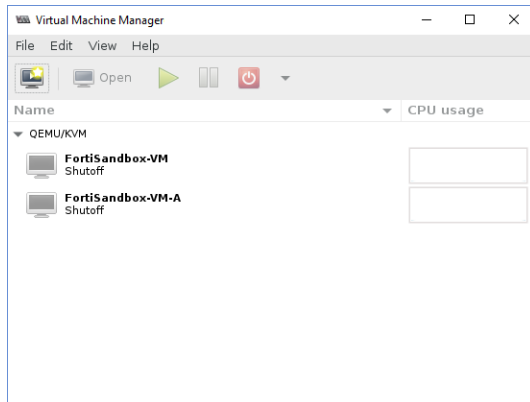 Virtual Machine Manager
File Edit View Help
Open
Name CPU usage
QEMU/KVM
FortiSandbox-VM
Shutoff
FortiSandbox-VM-A
Shutoff